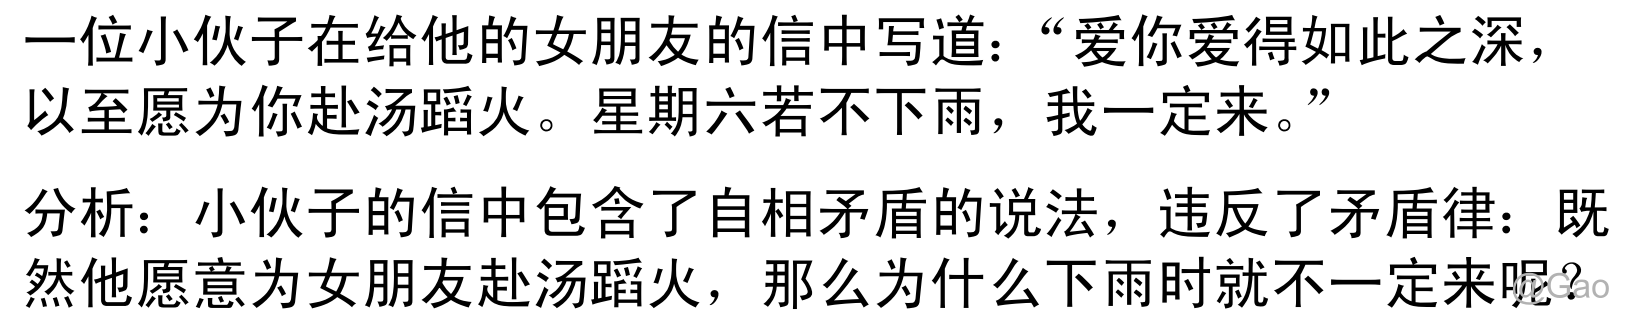 一位小伙子在给他的女朋友的信中写道：“爱你爱得如此之深，
以至愿为你赴汤蹈火。星期六若不下雨，我一定来。”
分析：小伙子的信中包含了自相矛盾的说法，违反了矛盾律：既
然他愿意为女朋友赴汤蹈火，那么为什么下雨时就不一定来呢？
@Gao